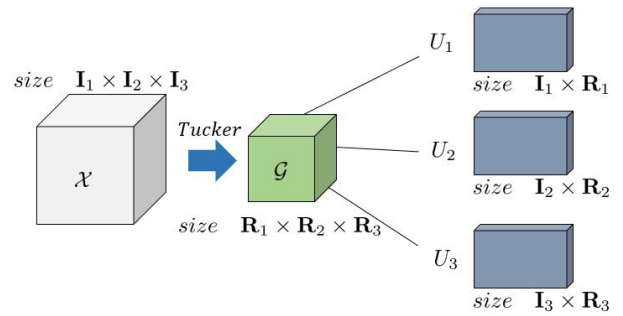 size I₁ × I₂ × I₃
𝒳
Tucker
𝒢
size R₁ × R₂ × R₃
U₁
size I₁ × R₁
U₂
size I₂ × R₂
U₃
size I₃ × R₃